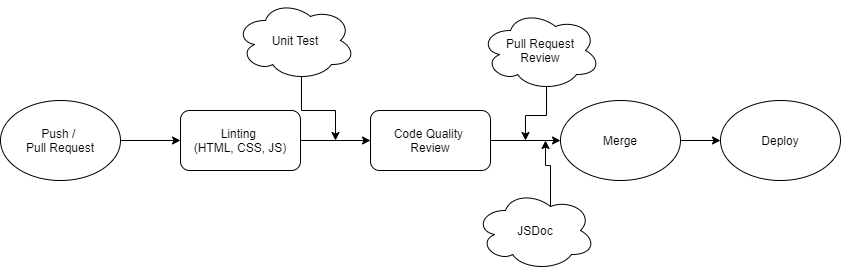 Unit Test
Pull Request
Review
Push /
Pull Request
Linting
(HTML, CSS, JS)
Code Quality
Review
Merge
Deploy
JSDoc